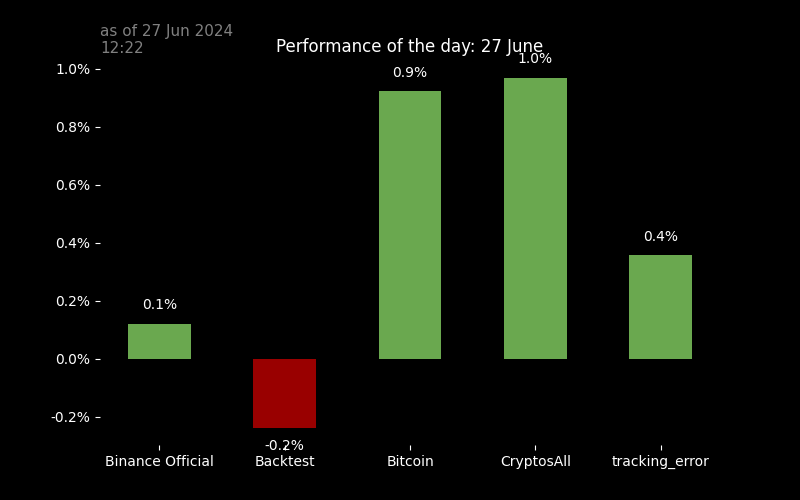 as of 27 Jun 2024
12:22
Performance of the day: 27 June
1.0%
0.8%
0.6%
0.4%
0.2%
0.0%
-0.2%
0.1%
-0.2%
0.9%
1.0%
0.4%
Binance Official
Backtest
Bitcoin
CryptosAll
tracking_error